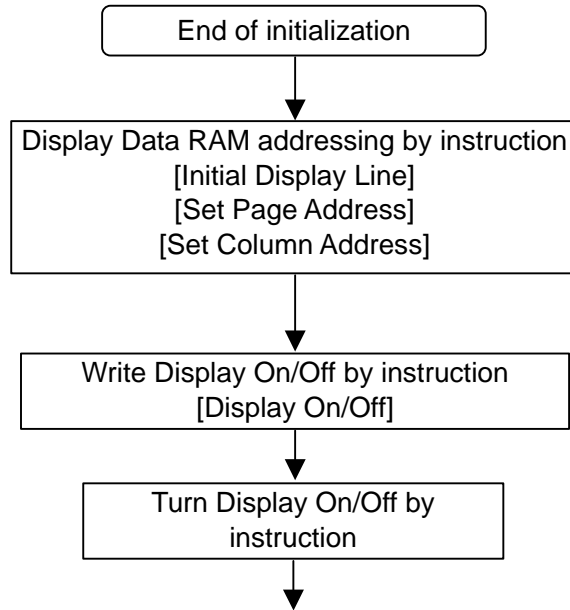 End of initialization
Display Data RAM addressing by instruction
[Initial Display Line]
[Set Page Address]
[Set Column Address]
Write Display On/Off by instruction
[Display On/Off]
Turn Display On/Off by
instruction